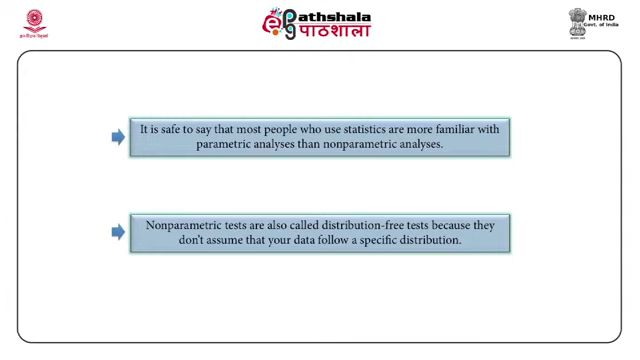 ePathshala
पाठशाला
MHRD
Govt. of India
It is safe to say that most people who use statistics are more familiar with
parametric analyses than nonparametric analyses.
Nonparametric tests are also called distribution-free tests because they
don't assume that your data follow a specific distribution.